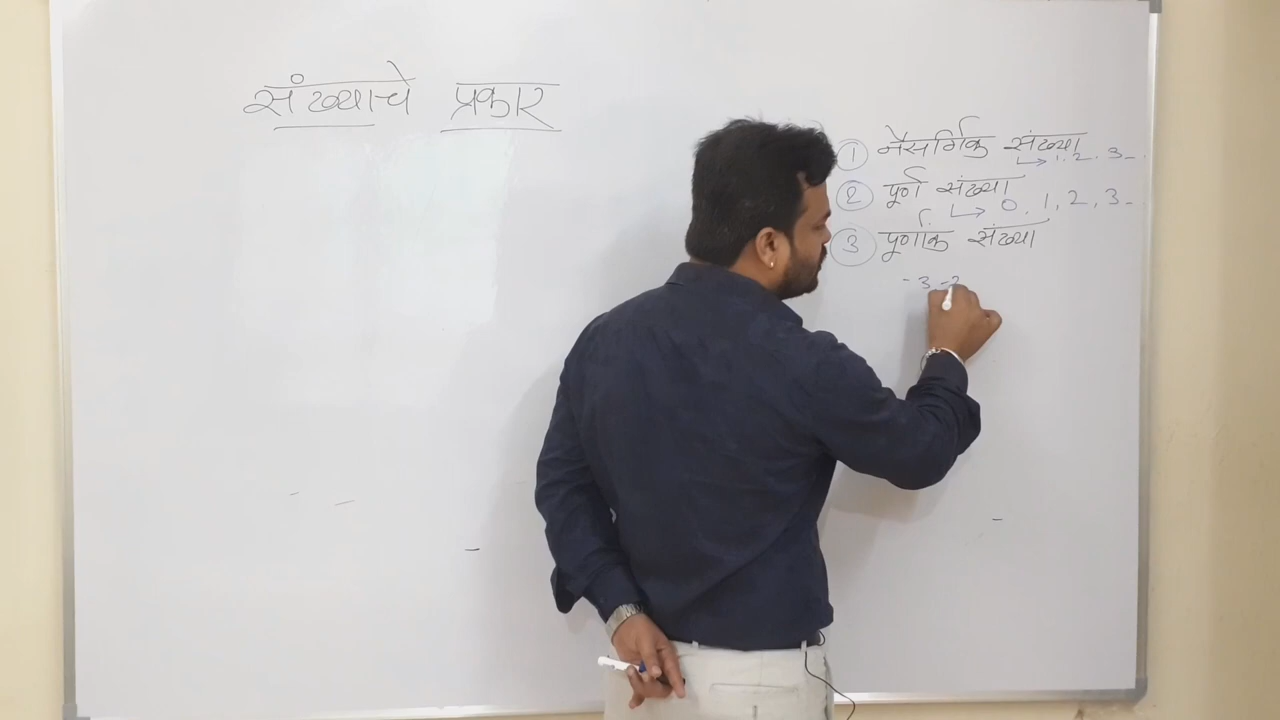 संख्याचे प्रकार
① नैसर्गिक संख्या
↳ 1, 2, 3 - .
② पूर्ण संख्या
↳ 0, 1, 2, 3 -
③ पूर्णांक संख्या
-3, -2